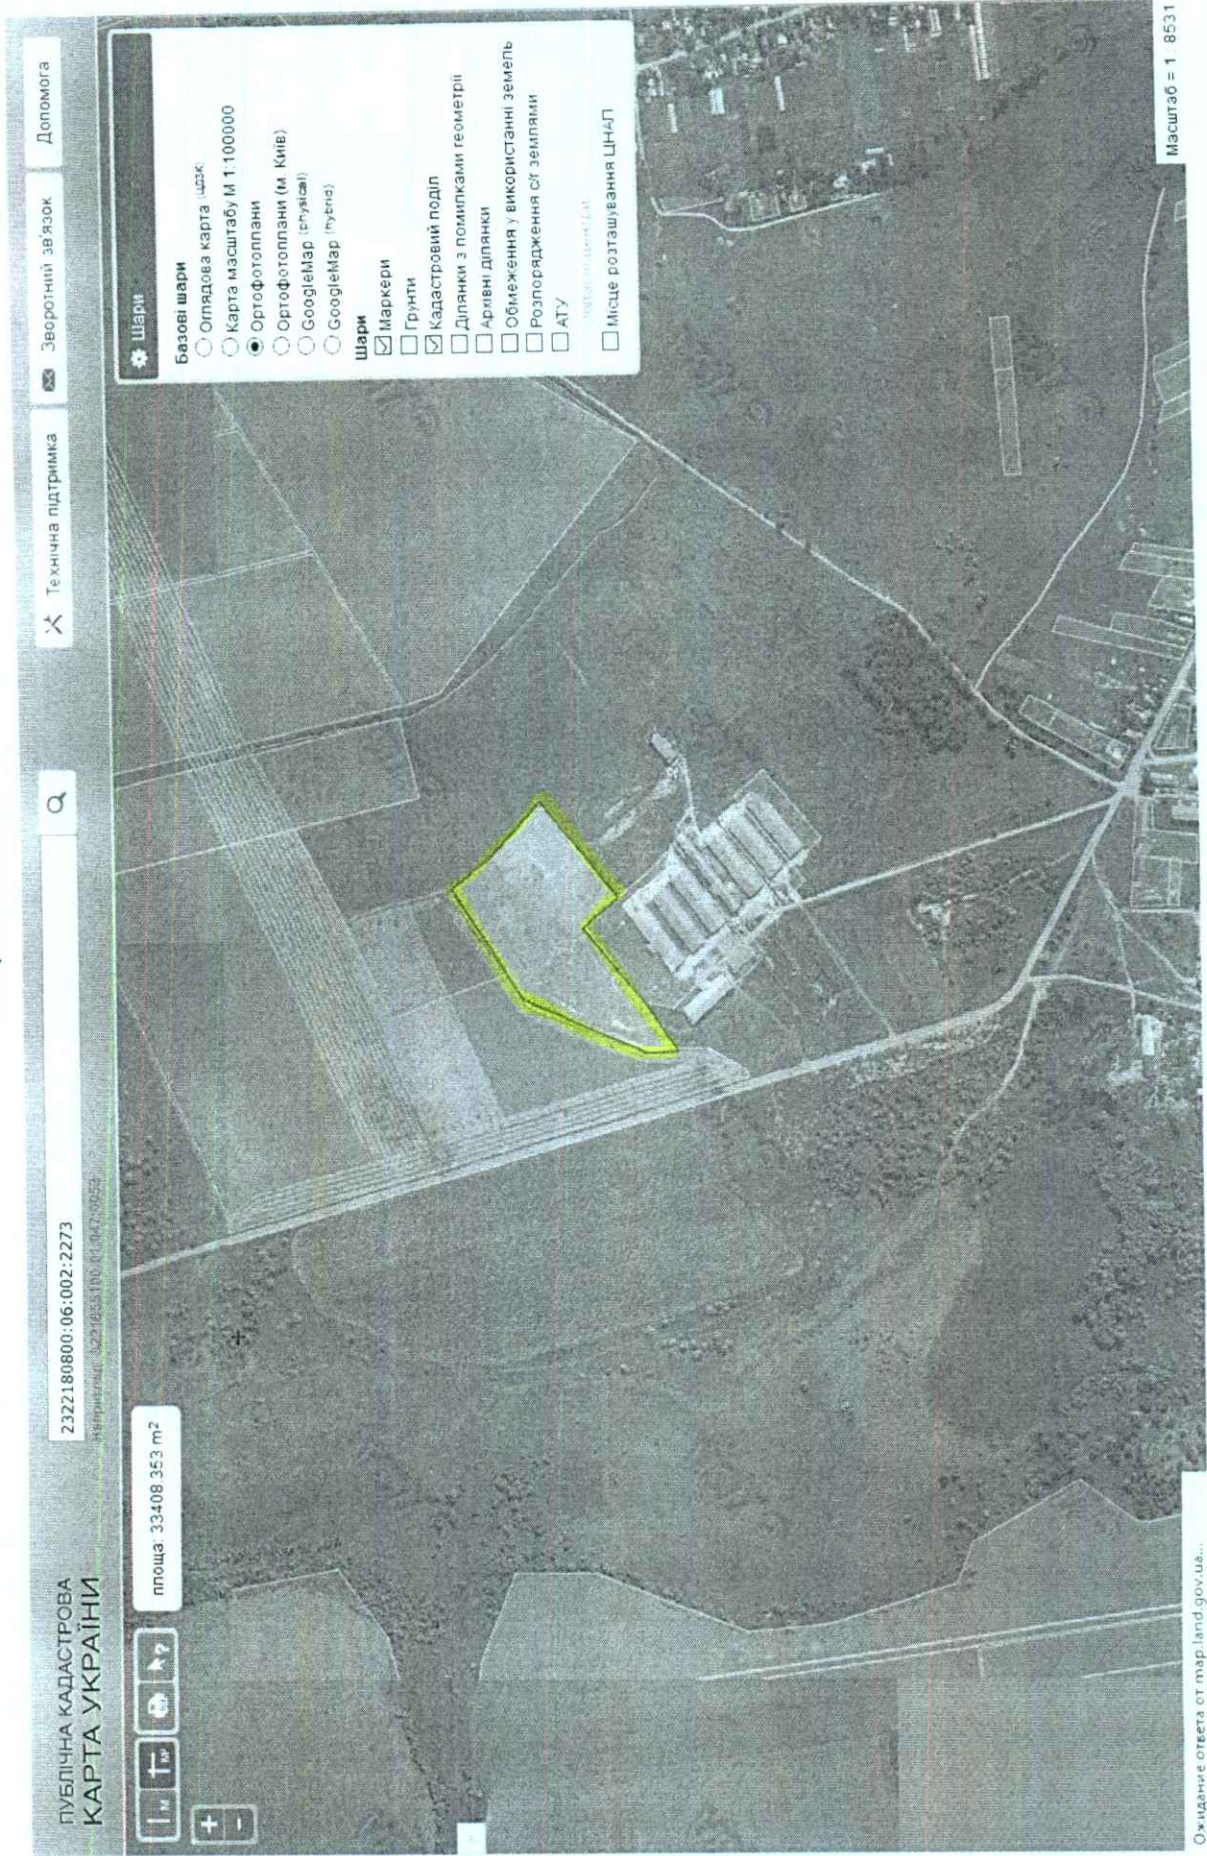 ПУБЛІЧНА КАДАСТРОВА
КАРТА УКРАЇНИ
2322180800:06:002:2273
Технічна підтримка
Зворотній зв'язок
Допомога
площа: 33408.353 m²
Шари
Базові шари
Оглядова карта
Карта масштабу М 1:100000
Ортофотоплани
Ортофотоплани (м. Київ)
GoogleMap (physical)
GoogleMap (hybrid)
Шари
Маркери
Грунти
Кадастровий поділ
Ділянки з помилками геометрії
Архівні ділянки
Обмеження у використанні земель
Розпорядження с/г землями
АТУ
Місце розташування ЦНАП
Масштаб = 1 : 8531
Ожидание ответа от map.land.gov.ua...